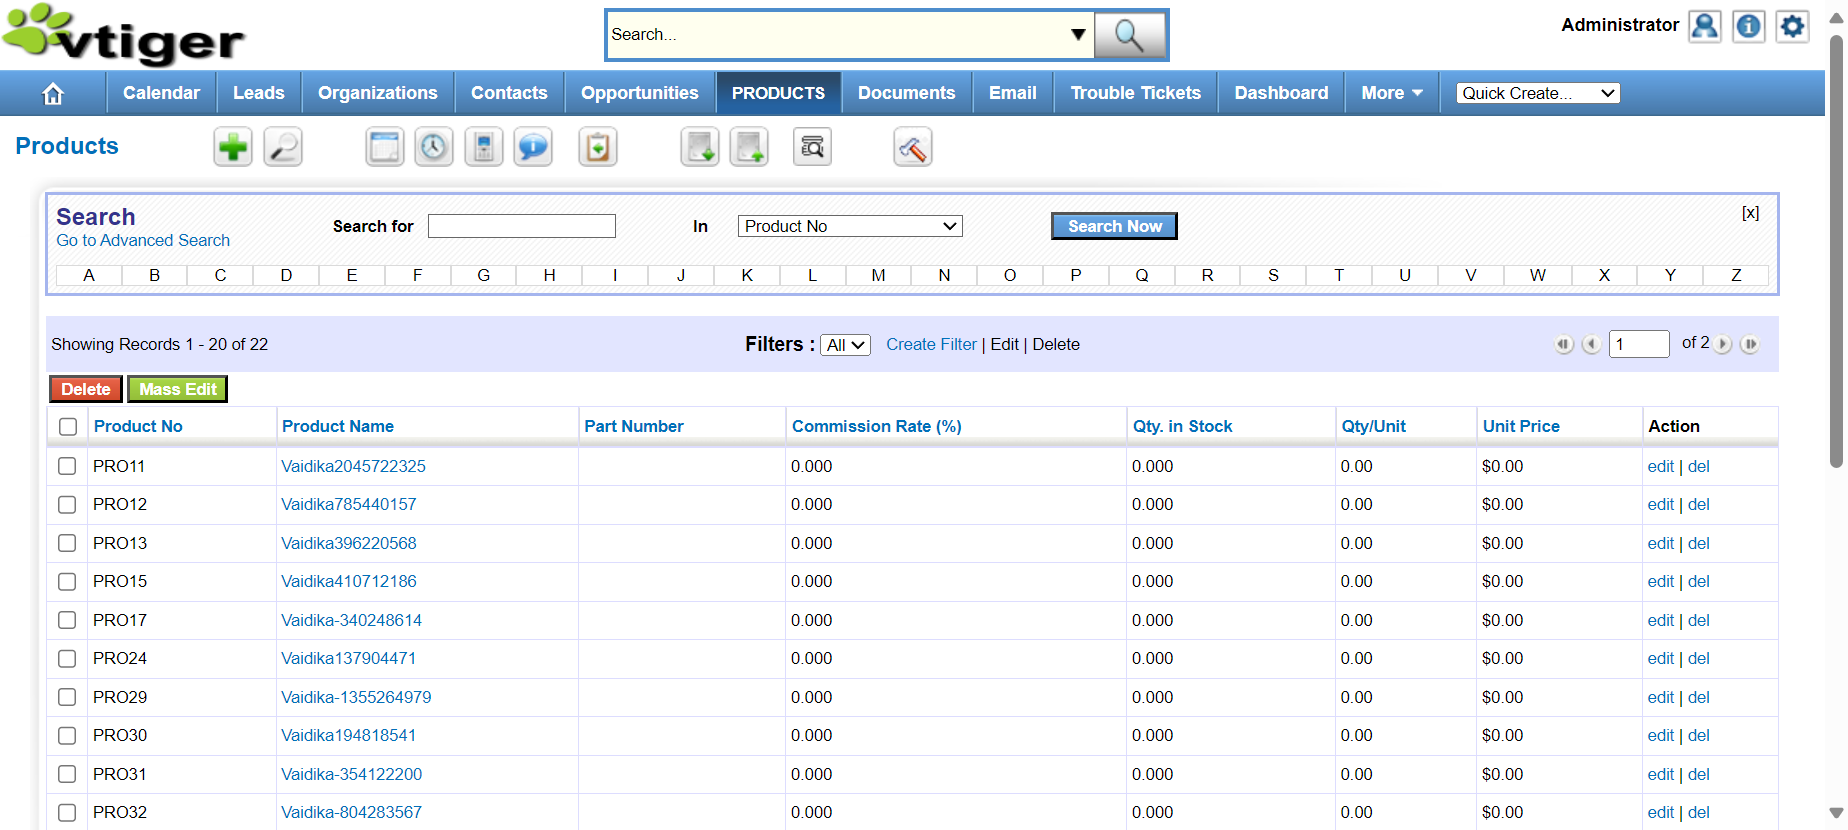 vtiger
Search...
Administrator
Calendar Leads Organizations Contacts Opportunities PRODUCTS Documents Email Trouble Tickets Dashboard More Quick Create...
Products
Search
Go to Advanced Search
Search for In Product No Search Now [x]
A B C D E F G H I J K L M N O P Q R S T U V W X Y Z
Showing Records 1 - 20 of 22 Filters : All Create Filter | Edit | Delete 1 of 2
Delete Mass Edit
Product No Product Name Part Number Commission Rate (%) Qty. in Stock Qty/Unit Unit Price Action
PRO11 Vaidika2045722325 0.000 0.000 0.00 $0.00 edit | del
PRO12 Vaidika785440157 0.000 0.000 0.00 $0.00 edit | del
PRO13 Vaidika396220568 0.000 0.000 0.00 $0.00 edit | del
PRO15 Vaidika410712186 0.000 0.000 0.00 $0.00 edit | del
PRO17 Vaidika-340248614 0.000 0.000 0.00 $0.00 edit | del
PRO24 Vaidika137904471 0.000 0.000 0.00 $0.00 edit | del
PRO29 Vaidika-1355264979 0.000 0.000 0.00 $0.00 edit | del
PRO30 Vaidika194818541 0.000 0.000 0.00 $0.00 edit | del
PRO31 Vaidika-354122200 0.000 0.000 0.00 $0.00 edit | del
PRO32 Vaidika-804283567 0.000 0.000 0.00 $0.00 edit | del